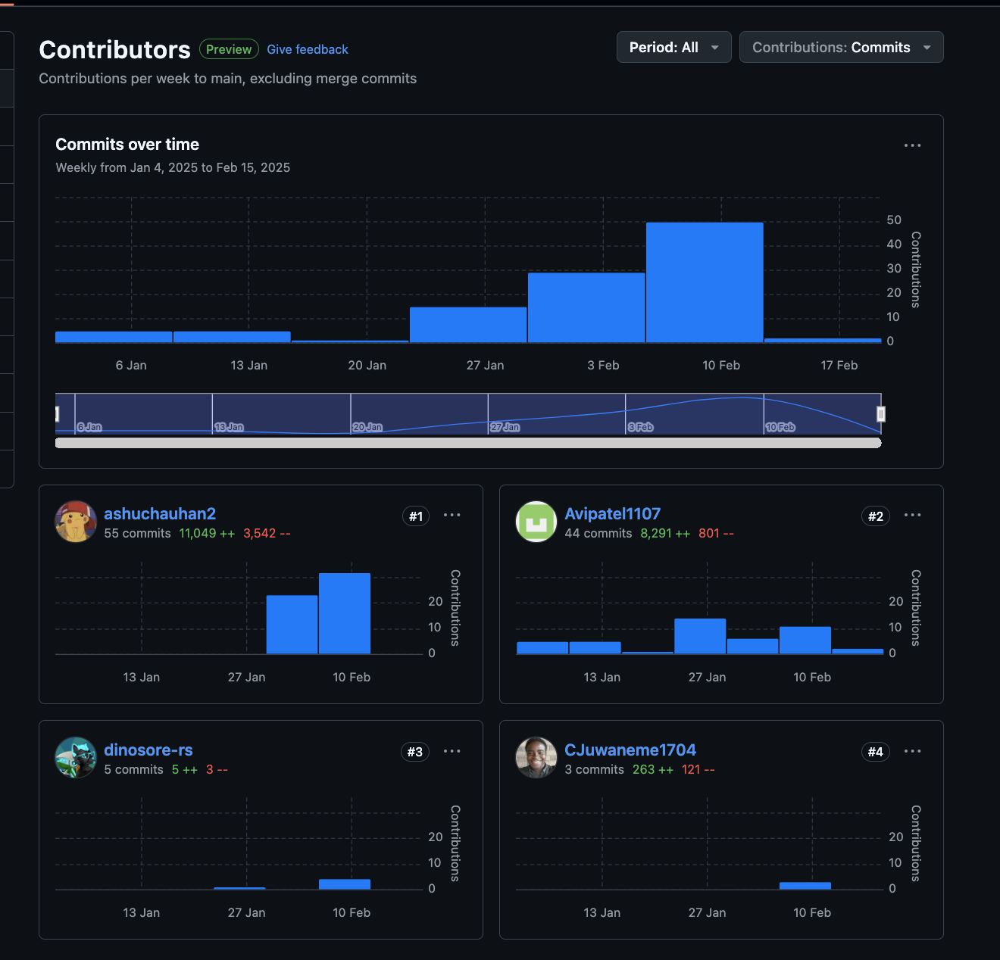 Contributors Preview Give feedback
Period: All
Contributions: Commits
Contributions per week to main, excluding merge commits
Commits over time
Weekly from Jan 4, 2025 to Feb 15, 2025
50
40
30
20
10
0
Contributions
6 Jan 13 Jan 20 Jan 27 Jan 3 Feb 10 Feb 17 Feb
6 Jan 13 Jan 20 Jan 27 Jan 3 Feb 10 Feb
ashuchauhan2
#1
55 commits 11,049 ++ 3,542 --
20
10
0
Contributions
13 Jan 27 Jan 10 Feb
Avipatel1107
#2
44 commits 8,291 ++ 801 --
20
10
0
Contributions
13 Jan 27 Jan 10 Feb
dinosore-rs
#3
5 commits 5 ++ 3 --
20
10
0
Contributions
13 Jan 27 Jan 10 Feb
CJuwaneme1704
#4
3 commits 263 ++ 121 --
20
10
0
Contributions
13 Jan 27 Jan 10 Feb